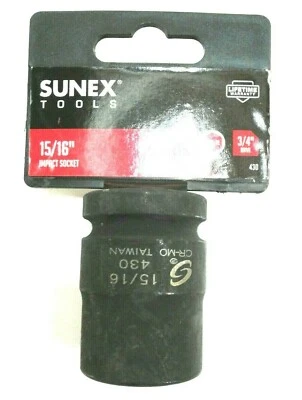 SUNEX
TOOLS
LIFETIME
WARRANTY
15/16"
IMPACT SOCKET
3/4"
DRIVE
430
CR-MO TAIWAN
430
15/16